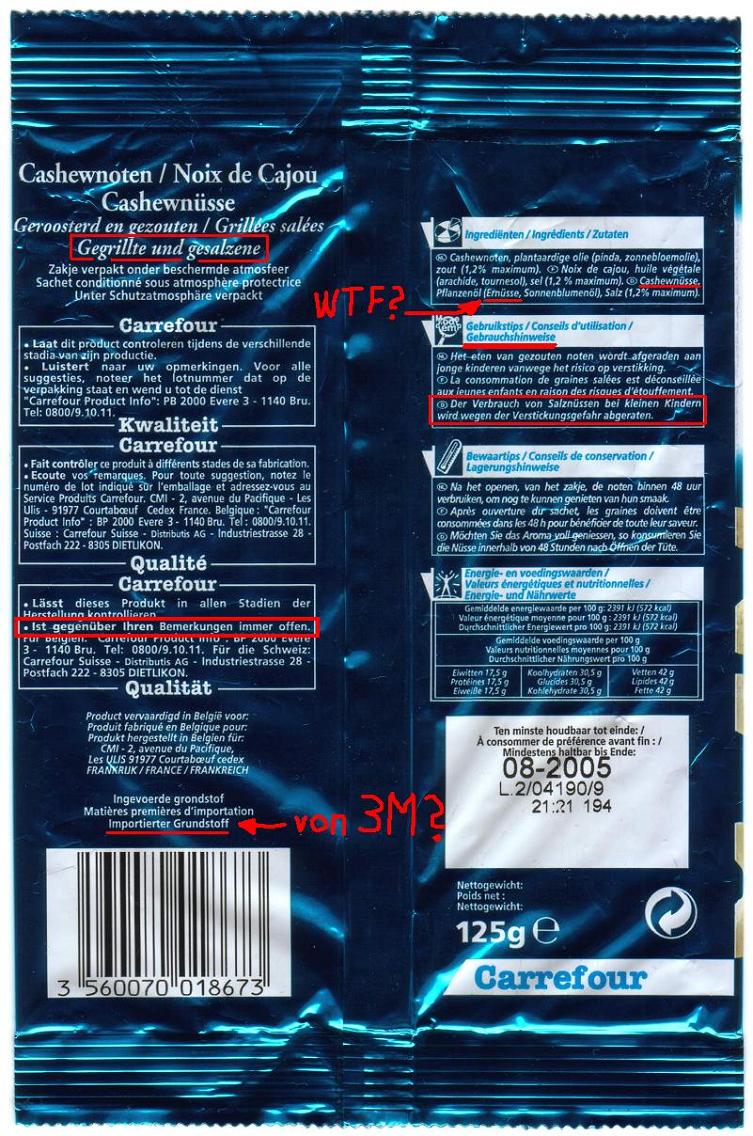 Cashewnoten / Noix de Cajou
Cashewnüsse
Geroosterd en gezouten / Grillées salées
Gegrillte und gesalzene
Zakje verpakt onder beschermde atmosfeer
Sachet conditionné sous atmosphère protectrice
Unter Schutzatmosphäre verpackt
Carrefour
• Laat dit product controleren tijdens de verschillende
stadia van zijn productie.
• Luistert naar uw opmerkingen. Voor alle
suggesties, noteer het lotnummer dat op de
verpakking staat en wend u tot de dienst
"Carrefour Product Info": PB 2000 Evere 3 - 1140 Bru.
Tel: 0800/9.10.11.
Kwaliteit
Carrefour
• Fait contrôler ce produit à différents stades de sa fabrication.
• Ecoute vos remarques. Pour toute suggestion, notez le
numéro de lot indiqué sur l'emballage et adressez-vous au
Service Produits Carrefour. CMI - 2, avenue du Pacifique - Les
Ulis - 91977 Courtabœuf Cedex France. Belgique : "Carrefour
Product Info" : BP 2000 Evere 3 - 1140 Bru. Tel : 0800/9.10.11.
Suisse : Carrefour Suisse - Distributis AG - Industriestrasse 28 -
Postfach 222 - 8305 DIETLIKON.
Qualité
Carrefour
• Lässt dieses Produkt in allen Stadien der
Herstellung kontrollieren.
• Ist gegenüber Ihren Bemerkungen immer offen.
Für Belgien: "Carrefour Product Info" : BP 2000 Evere
3 - 1140 Bru. Tel: 0800/9.10.11. Für die Schweiz:
Carrefour Suisse - Distributis AG - Industriestrasse 28 -
Postfach 222 - 8305 DIETLIKON.
Qualität
Product vervaardigd in België voor:
Produit fabriqué en Belgique pour:
Produkt hergestellt in Belgien für:
CMI - 2, avenue du Pacifique,
Les ULIS 91977 Courtabœuf cedex
FRANKRIJK / FRANCE / FRANKREICH
Ingevoerde grondstof
Matières premières d'importation
Importierter Grundstoff
von 3M?
3 560070 018673
Ingrediënten / Ingrédients / Zutaten
NL Cashewnoten, plantaardige olie (pinda, zonnebloemolie),
zout (1,2% maximum). F Noix de cajou, huile végétale
(arachide, tournesol), sel (1,2 % maximum). D Cashewnüsse,
Pflanzenöl (Ernüsse, Sonnenblumenöl), Salz (1,2% maximum).
WTF?
Gebruikstips / Conseils d'utilisation /
Gebrauchshinweise
NL Het eten van gezouten noten wordt afgeraden aan
jonge kinderen vanwege het risico op verstikking.
F La consommation de graines salées est déconseillée
aux jeunes enfants en raison des risques d'étouffement.
D Der Verbauch von Salznüssen bei kleinen Kindern
wird wegen der Verstickungsgefahr abgeraten.
Bewaartips / Conseils de conservation /
Lagerungshinweise
NL Na het openen, van het zakje, de noten binnen 48 uur
verbruiken, om nog te kunnen genieten van hun smaak.
F Après ouverture du sachet, les graines doivent être
consommées dans les 48 h pour bénéficier de toute leur saveur.
D Möchten Sie das Aroma voll geniessen, so konsumieren Sie
die Nüsse innerhalb von 48 Stunden nach Öffnen der Tüte.
Energie- en voedingswaarden /
Valeurs énergétiques et nutritionnelles /
Energie- und Nährwerte
Gemiddelde energiewaarde per 100 g: 2391 kJ (572 kcal)
Valeur énergétique moyenne pour 100 g : 2391 kJ (572 kcal)
Durchschnittlicher Energiewert pro 100 g: 2391 kJ (572 kcal)
Gemiddelde voedingswaarde per 100 g
Valeurs nutritionnelles moyennes pour 100 g
Durchschnittlicher Nährungswert pro 100 g
Eiwitten 17,5 g Koolhydraten 30,5 g Vetten 42 g
Protéines 17,5 g Glucides 30,5 g Lipides 42 g
Eiweiße 17,5 g Kohlehydrate 30,5 g Fette 42 g
Ten minste houdbaar tot einde: /
À consommer de préférence avant fin : /
Mindestens haltbar bis Ende:
08-2005
L.2/04190/9
21:21 194
Nettogewicht:
Poids net :
Nettogewicht:
125g e
Carrefour